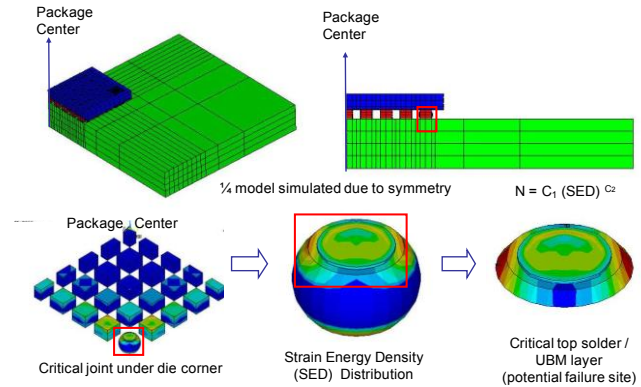 Package
Center
Package
Center
¼ model simulated due to symmetry
N = C₁ (SED) ᶜ²
Package Center
Critical joint under die corner
Strain Energy Density
(SED) Distribution
Critical top solder /
UBM layer
(potential failure site)